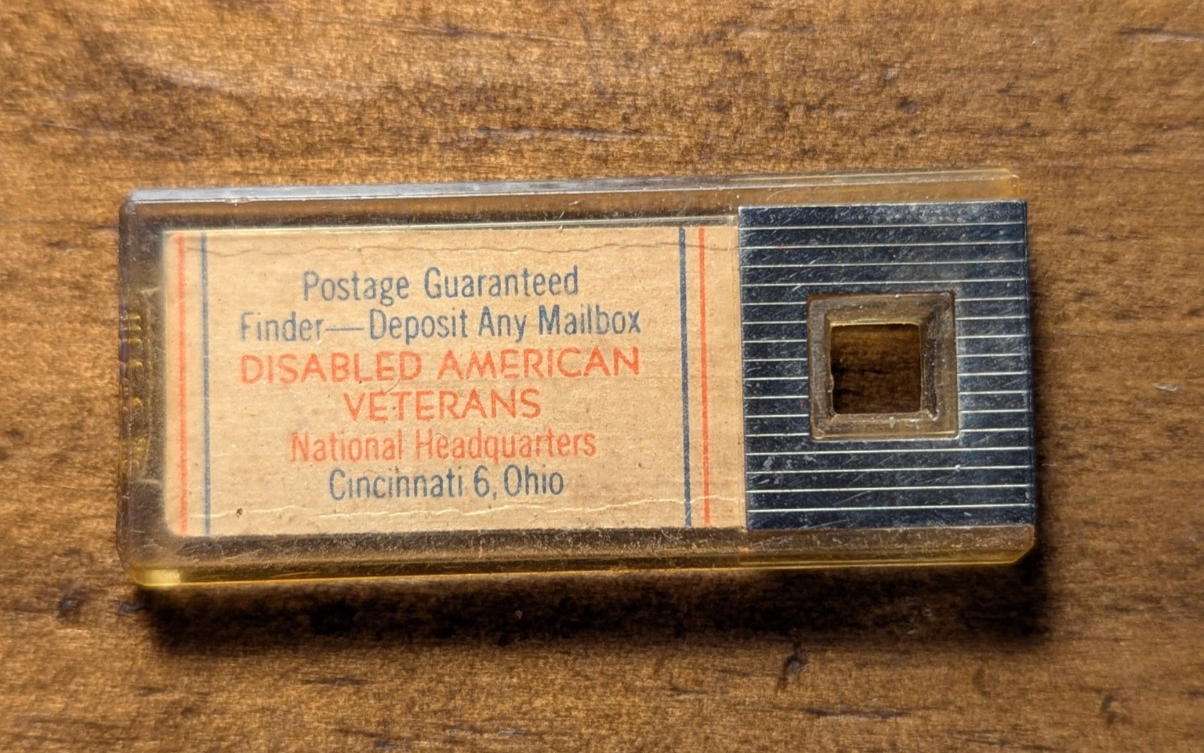 Postage Guaranteed
Finder—Deposit Any Mailbox
DISABLED AMERICAN
VETERANS
National Headquarters
Cincinnati 6, Ohio